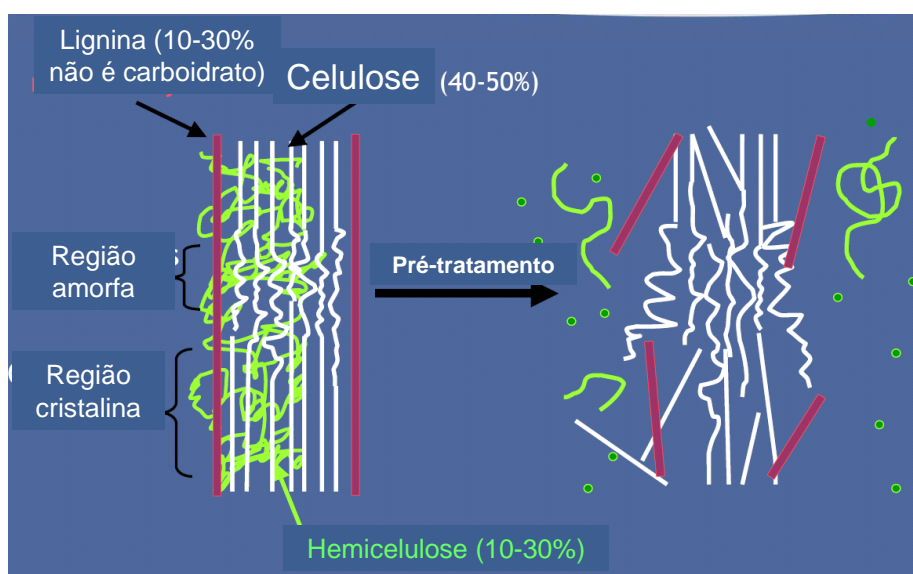 Lignina (10-30%
não é carboidrato)
Celulose (40-50%)
Região
amorfa
s
Pré-tratamento
Região
cristalina
Hemicelulose (10-30%)